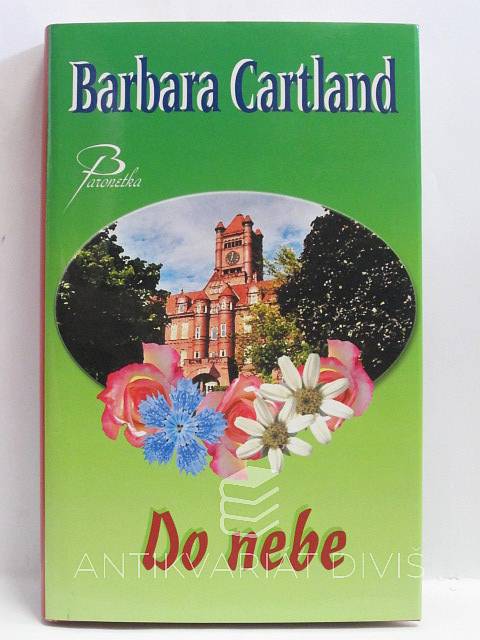 Barbara Cartland
Baronetka
Do nebe
ANTIKVARIÁT DIVIŠ